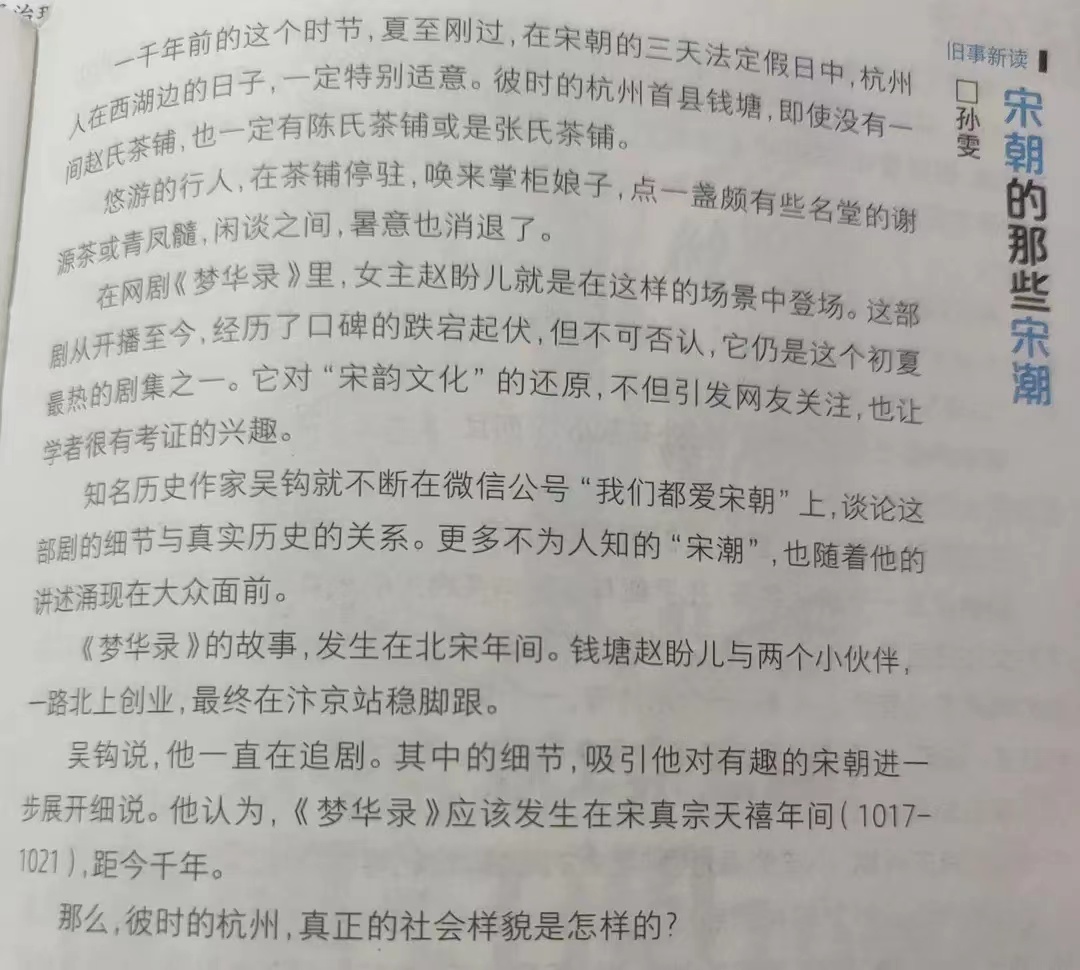 旧事新读
宋朝的那些宋潮
□孙雯
一千年前的这个时节,夏至刚过,在宋朝的三天法定假日中,杭州
人在西湖边的日子,一定特别适意。彼时的杭州首县钱塘,即使没有一
间赵氏茶铺,也一定有陈氏茶铺或是张氏茶铺。
悠游的行人,在茶铺停驻,唤来掌柜娘子,点一盏颇有些名堂的谢
源茶或青凤髓,闲谈之间,暑意也消退了。
在网剧《梦华录》里,女主赵盼儿就是在这样的场景中登场。这部
剧从开播至今,经历了口碑的跌宕起伏,但不可否认,它仍是这个初夏
最热的剧集之一。它对“宋韵文化”的还原,不但引发网友关注,也让
学者很有考证的兴趣。
知名历史作家吴钩就不断在微信公号“我们都爱宋朝”上,谈论这
部剧的细节与真实历史的关系。更多不为人知的“宋潮”,也随着他的
讲述涌现在大众面前。
《梦华录》的故事,发生在北宋年间。钱塘赵盼儿与两个小伙伴,
一路北上创业,最终在汴京站稳脚跟。
吴钩说,他一直在追剧。其中的细节,吸引他对有趣的宋朝进一
步展开细说。他认为,《梦华录》应该发生在宋真宗天禧年间(1017-
1021),距今千年。
那么,彼时的杭州,真正的社会样貌是怎样的?